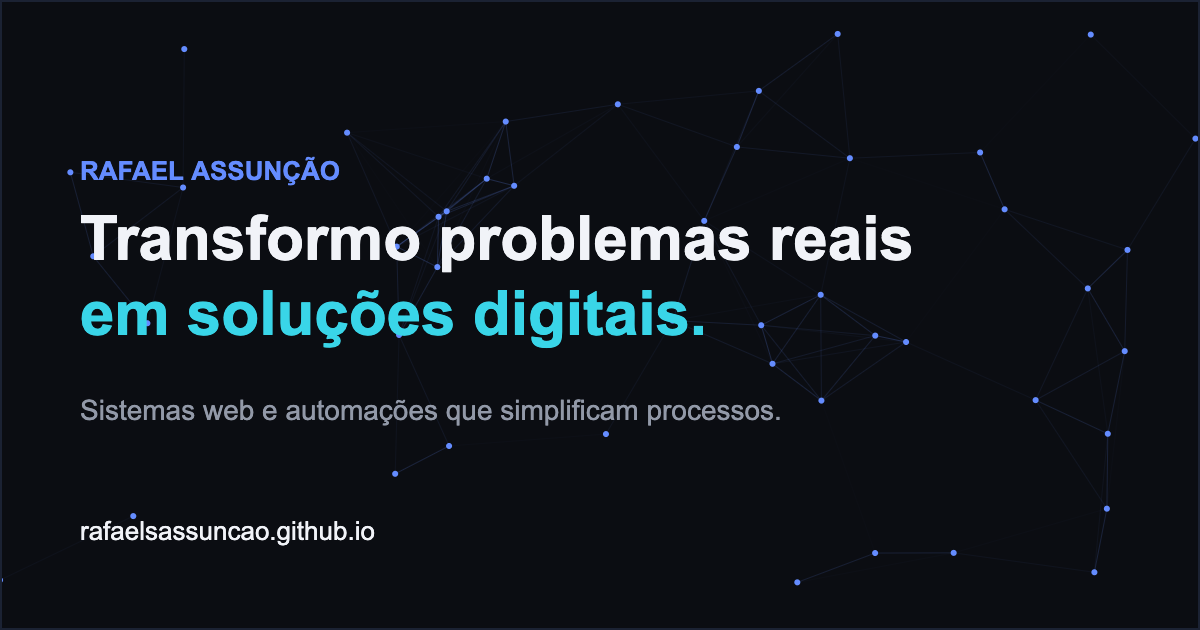 RAFAEL ASSUNÇÃO
Transformo problemas reais
em soluções digitais.
Sistemas web e automações que simplificam processos.
rafaelsassuncao.github.io